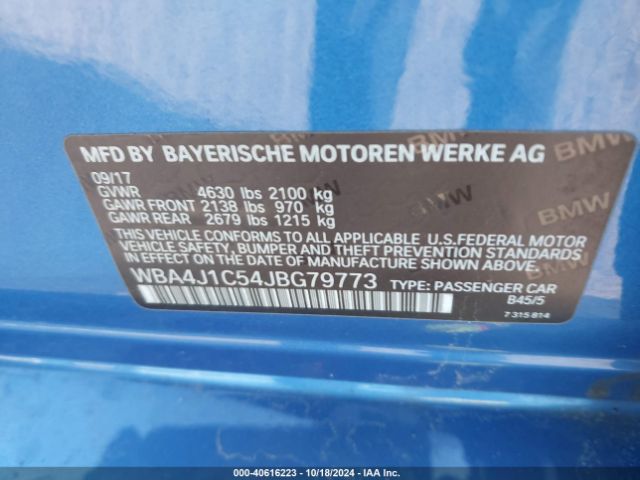 MFD BY BAYERISCHE MOTOREN WERKE AG
09/17
GVWR 4630 lbs 2100 kg
GAWR FRONT 2138 lbs 970 kg
GAWR REAR 2679 lbs 1215 kg
THIS VEHICLE CONFORMS TO ALL APPLICABLE U.S.FEDERAL MOTOR
VEHICLE SAFETY, BUMPER AND THEFT PREVENTION STANDARDS
IN EFFECT ON THE DATE OF MANUFACTURE SHOWN ABOVE.
WBA4J1C54JBG79773 TYPE: PASSENGER CAR
B45/5
7 315 814
BMW
BMW
BMW
000-40616223 - 10/18/2024 - IAA Inc.